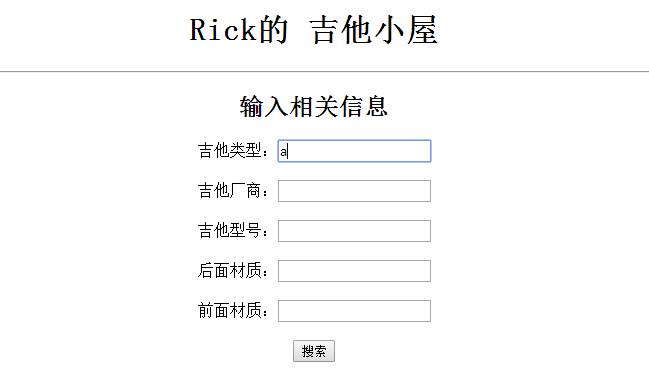 Rick的 吉他小屋
输入相关信息
吉他类型：a
吉他厂商：
吉他型号：
后面材质：
前面材质：
搜索